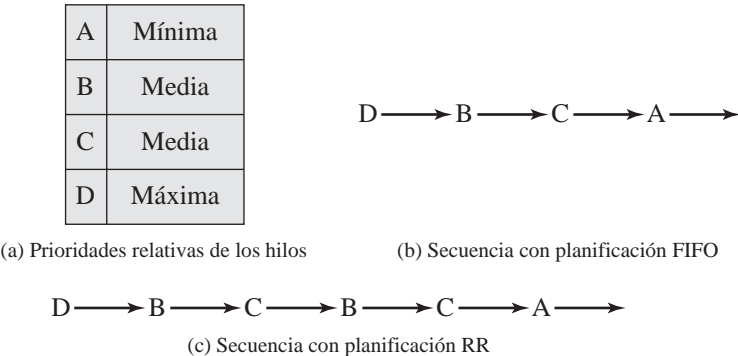 A Mínima
B Media
C Media
D Máxima
D B C A
(a) Prioridades relativas de los hilos
(b) Secuencia con planificación FIFO
D B C B C A
(c) Secuencia con planificación RR